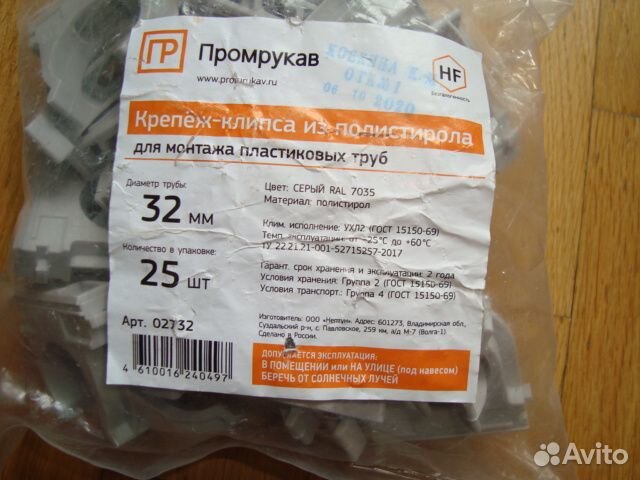 ГР Промрукав
www.promrukav.ru
ОТК №1
06 10 2020
HF
Безгалогенность
Крепёж-клипса из полистирола
для монтажа пластиковых труб
Диаметр трубы:
32 мм
Количество в упаковке:
25 шт
Арт. 02732
4 610016 240497
Цвет: СЕРЫЙ RAL 7035
Материал: полистирол
Клим. исполнение: УХЛ2 (ГОСТ 15150-69)
Темп. эксплуатации: от -25°С до +60°С
ТУ 22.21.21-001-52715257-2017
Гарант. срок хранения и эксплуатации: 2 года
Условия хранения: Группа 2 (ГОСТ 15150-69)
Условия транспорт.: Группа 4 (ГОСТ 15150-69)
Изготовитель: ООО «Нептун». Адрес: 601273, Владимирская обл.,
Суздальский р-н, с. Павловское, 259 км, а/д М-7 (Волга-1)
Сделано в России.
ДОПУСКАЕТСЯ ЭКСПЛУАТАЦИЯ:
В ПОМЕЩЕНИИ или НА УЛИЦЕ (под навесом)
БЕРЕЧЬ ОТ СОЛНЕЧНЫХ ЛУЧЕЙ
Avito